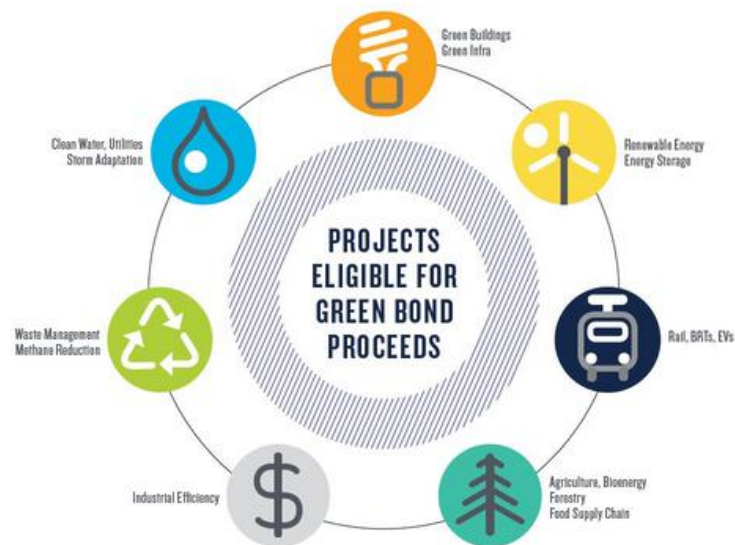 Green Buildings
Green Infra
Clean Water, Utilities
Storm Adaptation
Renewable Energy
Energy Storage
PROJECTS
ELIGIBLE FOR
GREEN BOND
PROCEEDS
Waste Management
Methane Reduction
Rail, BRTs, EVs
Industrial Efficiency
Agriculture, Bioenergy
Forestry
Food Supply Chain